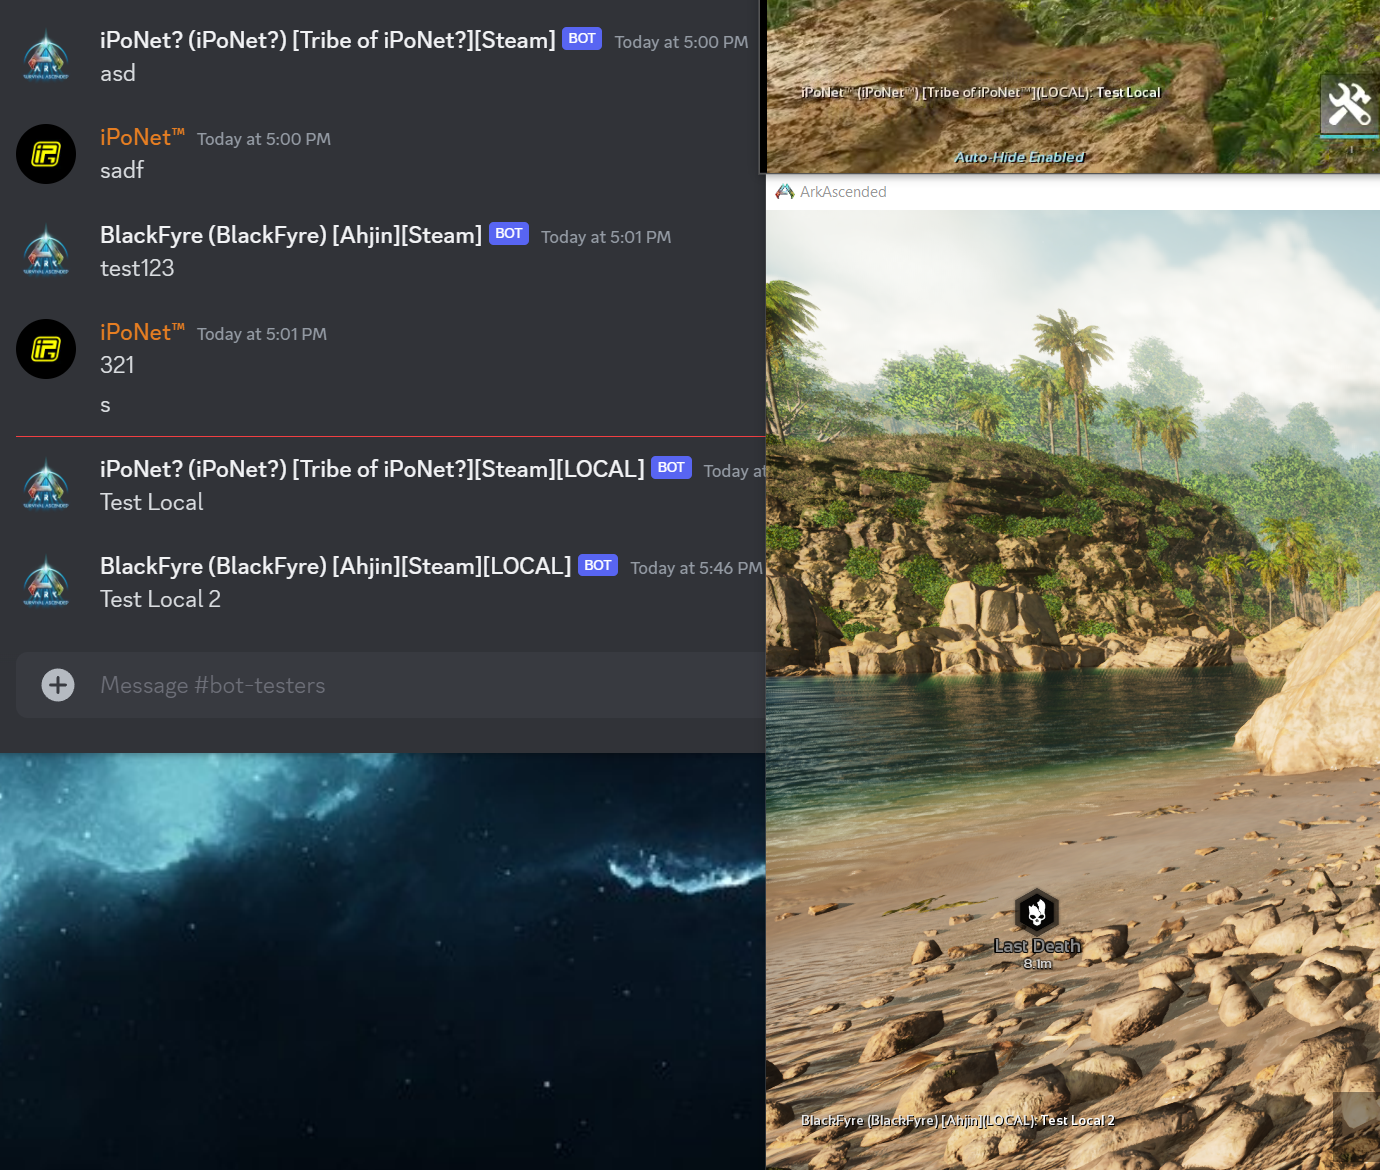 iPoNet? (iPoNet?) [Tribe of iPoNet?][Steam] BOT Today at 5:00 PM
asd
iPoNet™ Today at 5:00 PM
sadf
BlackFyre (BlackFyre) [Ahjin][Steam] BOT Today at 5:01 PM
test123
iPoNet™ Today at 5:01 PM
321
s
iPoNet? (iPoNet?) [Tribe of iPoNet?][Steam][LOCAL] BOT Today at
Test Local
BlackFyre (BlackFyre) [Ahjin][Steam][LOCAL] BOT Today at 5:46 PM
Test Local 2
Message #bot-testers
iPoNet™ (iPoNet™) [Tribe of iPoNet™](LOCAL): Test Local
Auto-Hide Enabled
1
ArkAscended
Last Death
8.1m
BlackFyre (BlackFyre) [Ahjin](LOCAL): Test Local 2